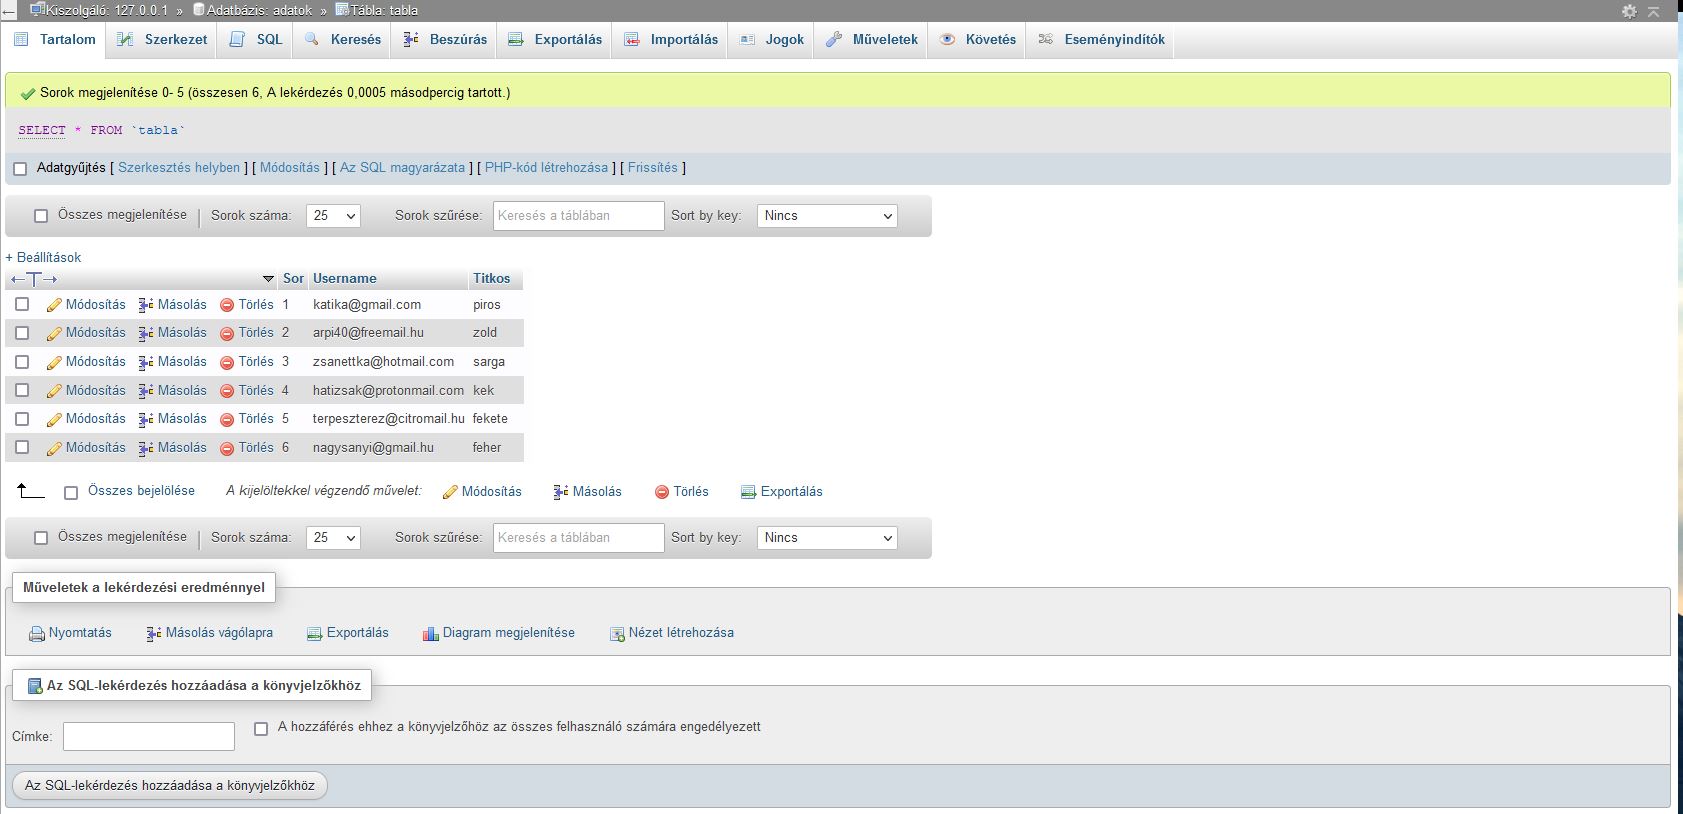 Kiszolgáló: 127.0.0.1 » Adatbázis: adatok » Tábla: tabla
Tartalom Szerkezet SQL Keresés Beszúrás Exportálás Importálás Jogok Műveletek Követés Eseményindítók
Sorok megjelenítése 0- 5 (összesen 6, A lekérdezés 0,0005 másodpercig tartott.)
SELECT * FROM `tabla`
Adatgyűjtés [ Szerkesztés helyben ] [ Módosítás ] [ Az SQL magyarázata ] [ PHP-kód létrehozása ] [ Frissítés ]
Összes megjelenítése | Sorok száma: 25 Sorok szűrése: Keresés a táblában Sort by key: Nincs
+ Beállítások
←T→ Sor Username Titkos
Módosítás Másolás Törlés 1 katika@gmail.com piros
Módosítás Másolás Törlés 2 arpi40@freemail.hu zold
Módosítás Másolás Törlés 3 zsanettka@hotmail.com sarga
Módosítás Másolás Törlés 4 hatizsak@protonmail.com kek
Módosítás Másolás Törlés 5 terpeszterez@citromail.hu fekete
Módosítás Másolás Törlés 6 nagysanyi@gmail.hu feher
Összes bejelölése A kijelöltekkel végzendő művelet: Módosítás Másolás Törlés Exportálás
Összes megjelenítése | Sorok száma: 25 Sorok szűrése: Keresés a táblában Sort by key: Nincs
Műveletek a lekérdezési eredménnyel
Nyomtatás Másolás vágólapra Exportálás Diagram megjelenítése Nézet létrehozása
Az SQL-lekérdezés hozzáadása a könyvjelzőkhöz
Címke: A hozzáférés ehhez a könyvjelzőhöz az összes felhasználó számára engedélyezett
Az SQL-lekérdezés hozzáadása a könyvjelzőkhöz